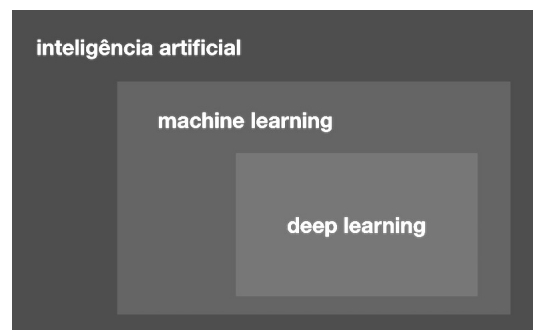 inteligência artificial
machine learning
deep learning